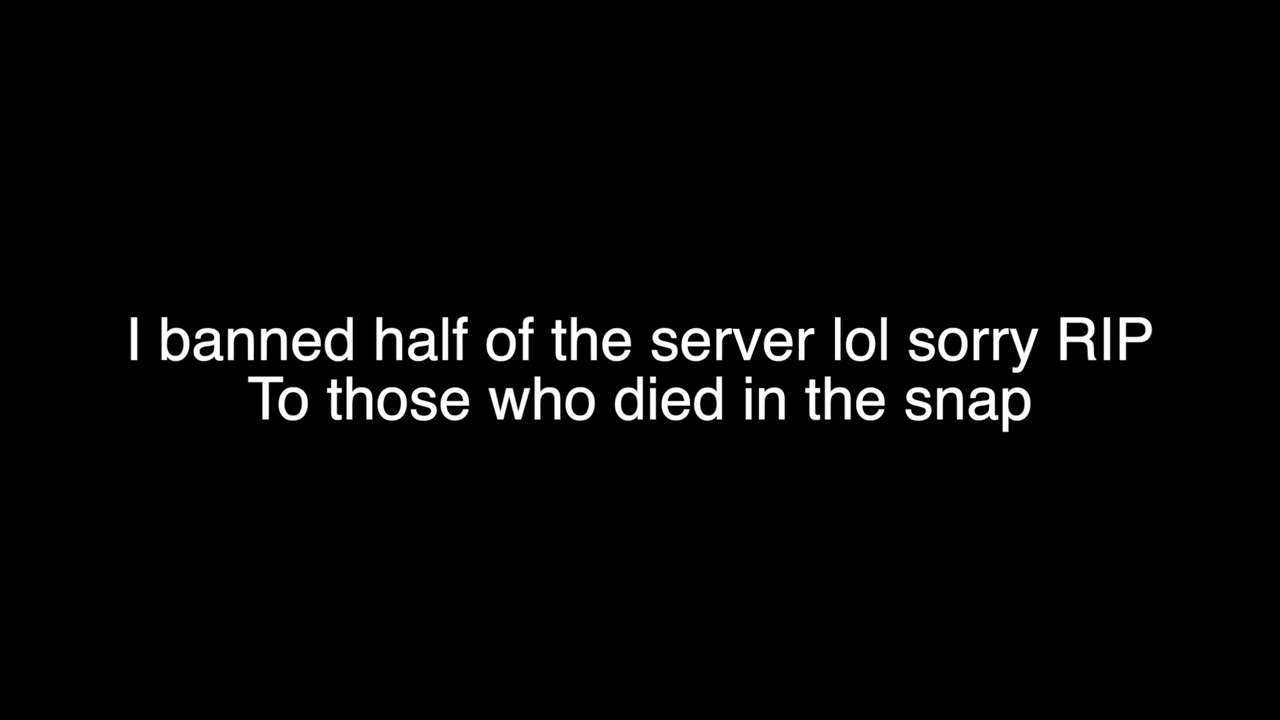 I banned half of the server lol sorry RIP
To those who died in the snap